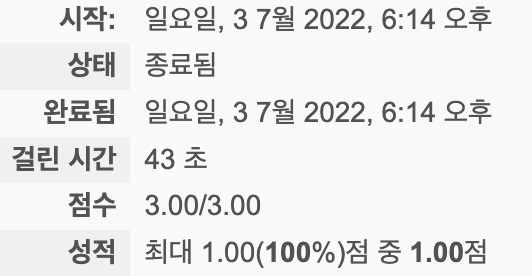 시작: 일요일, 3 7월 2022, 6:14 오후
상태 종료됨
완료됨 일요일, 3 7월 2022, 6:14 오후
걸린 시간 43 초
점수 3.00/3.00
성적 최대 1.00(100%)점 중 1.00점